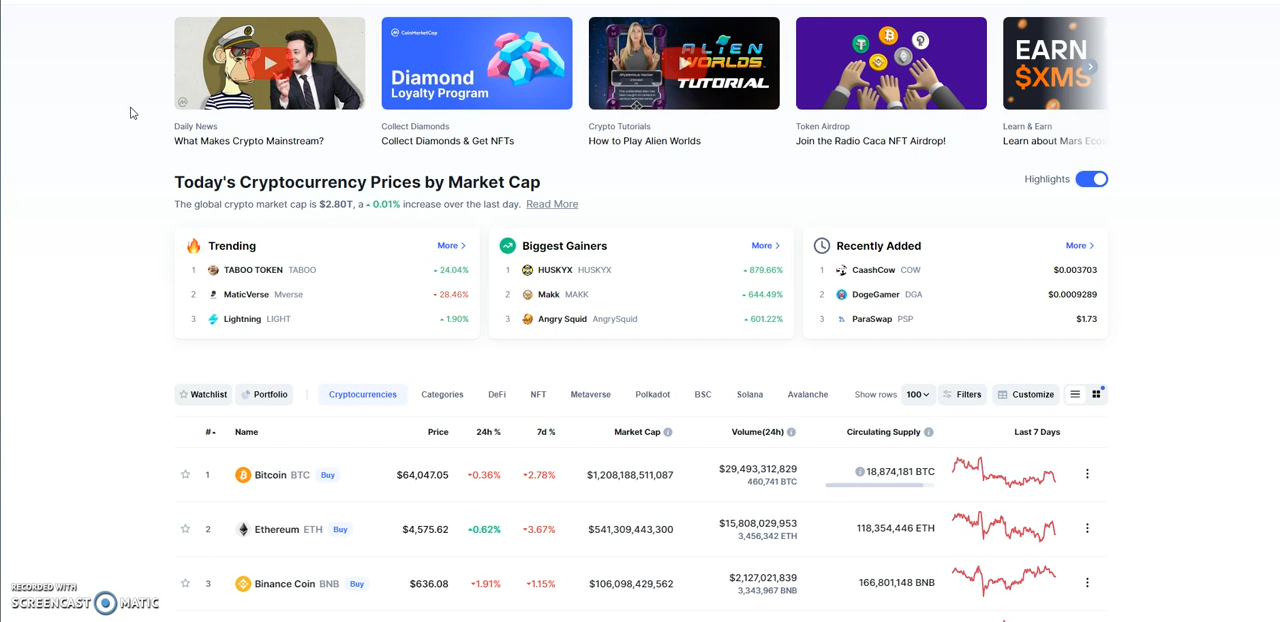 CoinMarketCap
Diamond
Loyalty Program
ALIEN
WORLDS
TUTORIAL
EARN
$XMS
Daily News
What Makes Crypto Mainstream?
Collect Diamonds
Collect Diamonds & Get NFTs
Crypto Tutorials
How to Play Alien Worlds
Token Airdrop
Join the Radio Caca NFT Airdrop!
Learn & Earn
Learn about Mars Ecos
Today's Cryptocurrency Prices by Market Cap
Highlights
The global crypto market cap is $2.80T, a 0.01% increase over the last day. Read More
Trending More
1 TABOO TOKEN TABOO 24.04%
2 MaticVerse Mverse 28.46%
3 Lightning LIGHT 1.90%
Biggest Gainers More
1 HUSKYX HUSKYX 879.66%
2 Makk MAKK 644.49%
3 Angry Squid AngrySquid 601.22%
Recently Added More
1 CaashCow COW $0.003703
2 DogeGamer DGA $0.0009289
3 ParaSwap PSP $1.73
Watchlist Portfolio Cryptocurrencies Categories DeFi NFT Metaverse Polkadot BSC Solana Avalanche Show rows 100 Filters Customize
# Name Price 24h % 7d % Market Cap Volume(24h) Circulating Supply Last 7 Days
1 Bitcoin BTC Buy $64,047.05 0.36% 2.78% $1,208,188,511,087 $29,493,312,829 18,874,181 BTC
460,741 BTC
2 Ethereum ETH Buy $4,575.62 0.62% 3.67% $541,309,443,300 $15,808,029,953 118,354,446 ETH
3,456,342 ETH
3 Binance Coin BNB Buy $636.08 1.91% 1.15% $106,098,429,562 $2,127,021,839 166,801,148 BNB
3,343,967 BNB
RECORDED WITH
SCREENCAST MATIC